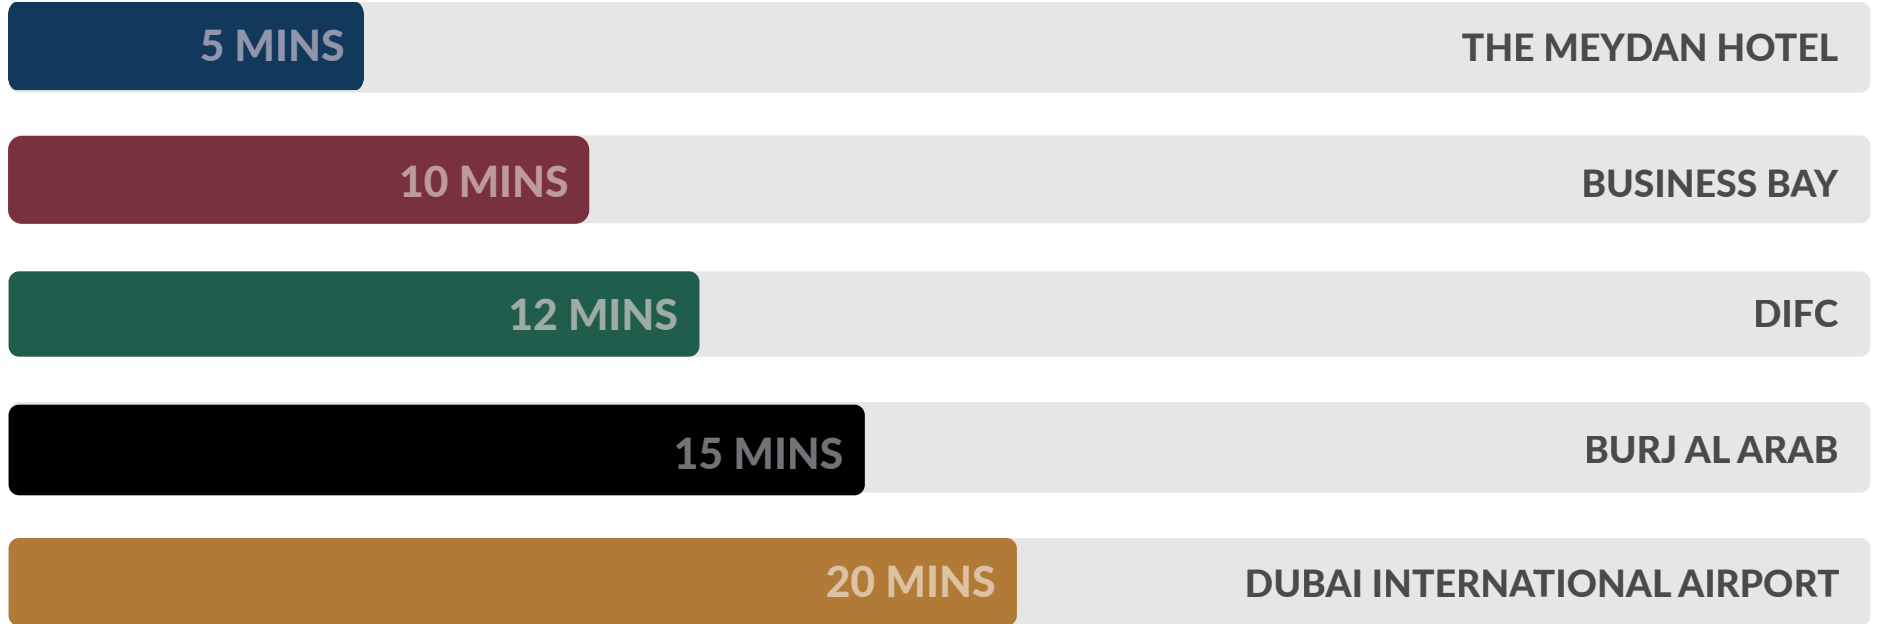 5 MINS THE MEYDAN HOTEL
10 MINS BUSINESS BAY
12 MINS DIFC
15 MINS BURJ AL ARAB
20 MINS DUBAI INTERNATIONAL AIRPORT